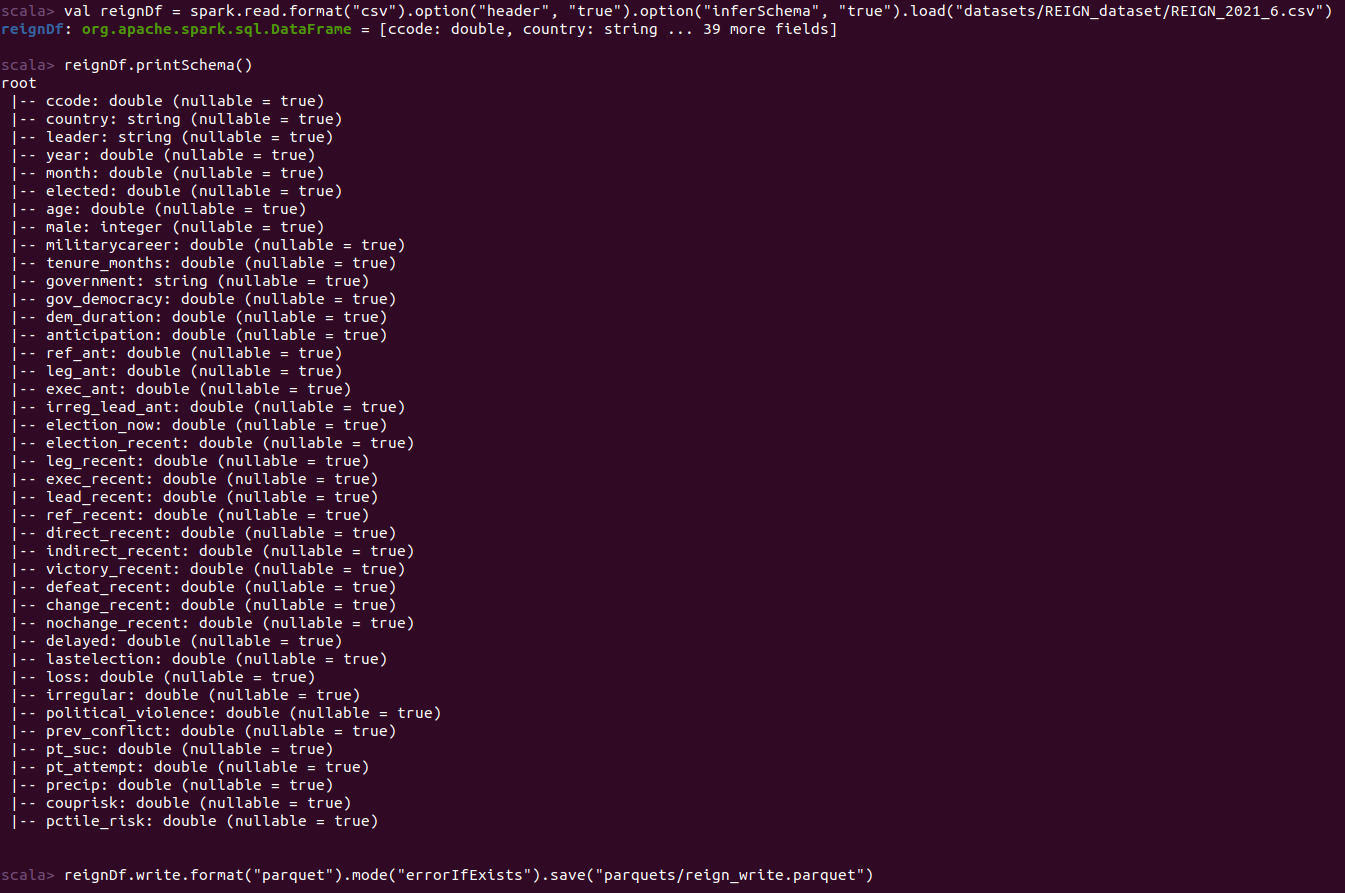 scala> val reignDf = spark.read.format("csv").option("header", "true").option("inferSchema", "true").load("datasets/REIGN_dataset/REIGN_2021_6.csv")
reignDf: org.apache.spark.sql.DataFrame = [ccode: double, country: string ... 39 more fields]
scala> reignDf.printSchema()
root
 |-- ccode: double (nullable = true)
 |-- country: string (nullable = true)
 |-- leader: string (nullable = true)
 |-- year: double (nullable = true)
 |-- month: double (nullable = true)
 |-- elected: double (nullable = true)
 |-- age: double (nullable = true)
 |-- male: integer (nullable = true)
 |-- militarycareer: double (nullable = true)
 |-- tenure_months: double (nullable = true)
 |-- government: string (nullable = true)
 |-- gov_democracy: double (nullable = true)
 |-- dem_duration: double (nullable = true)
 |-- anticipation: double (nullable = true)
 |-- ref_ant: double (nullable = true)
 |-- leg_ant: double (nullable = true)
 |-- exec_ant: double (nullable = true)
 |-- irreg_lead_ant: double (nullable = true)
 |-- election_now: double (nullable = true)
 |-- election_recent: double (nullable = true)
 |-- leg_recent: double (nullable = true)
 |-- exec_recent: double (nullable = true)
 |-- lead_recent: double (nullable = true)
 |-- ref_recent: double (nullable = true)
 |-- direct_recent: double (nullable = true)
 |-- indirect_recent: double (nullable = true)
 |-- victory_recent: double (nullable = true)
 |-- defeat_recent: double (nullable = true)
 |-- change_recent: double (nullable = true)
 |-- nochange_recent: double (nullable = true)
 |-- delayed: double (nullable = true)
 |-- lastelection: double (nullable = true)
 |-- loss: double (nullable = true)
 |-- irregular: double (nullable = true)
 |-- political_violence: double (nullable = true)
 |-- prev_conflict: double (nullable = true)
 |-- pt_suc: double (nullable = true)
 |-- pt_attempt: double (nullable = true)
 |-- precip: double (nullable = true)
 |-- couprisk: double (nullable = true)
 |-- pctile_risk: double (nullable = true)
scala> reignDf.write.format("parquet").mode("errorIfExists").save("parquets/reign_write.parquet")